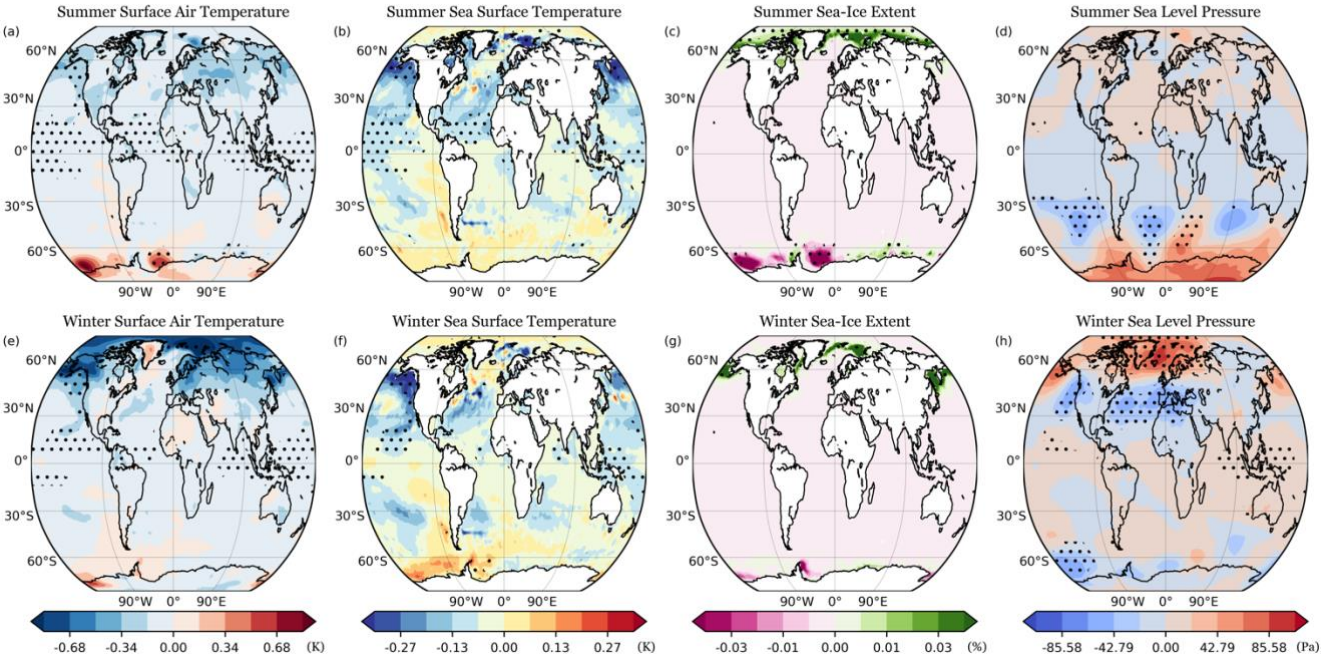 Summer Surface Air Temperature
(a)
60°N
30°N
0°
30°S
60°S
90°W 0° 90°E
Summer Sea Surface Temperature
(b)
60°N
30°N
0°
30°S
60°S
90°W 0° 90°E
Summer Sea-Ice Extent
(c)
60°N
30°N
0°
30°S
60°S
90°W 0° 90°E
Summer Sea Level Pressure
(d)
60°N
30°N
0°
30°S
60°S
90°W 0° 90°E
Winter Surface Air Temperature
(e)
60°N
30°N
0°
30°S
60°S
90°W 0° 90°E
-0.68 -0.34 0.00 0.34 0.68 (K)
Winter Sea Surface Temperature
(f)
60°N
30°N
0°
30°S
60°S
90°W 0° 90°E
-0.27 -0.13 0.00 0.13 0.27 (K)
Winter Sea-Ice Extent
(g)
60°N
30°N
0°
30°S
60°S
90°W 0° 90°E
-0.03 -0.01 0.00 0.01 0.03 (%)
Winter Sea Level Pressure
(h)
60°N
30°N
0°
30°S
60°S
90°W 0° 90°E
-85.58 -42.79 0.00 42.79 85.58 (Pa)